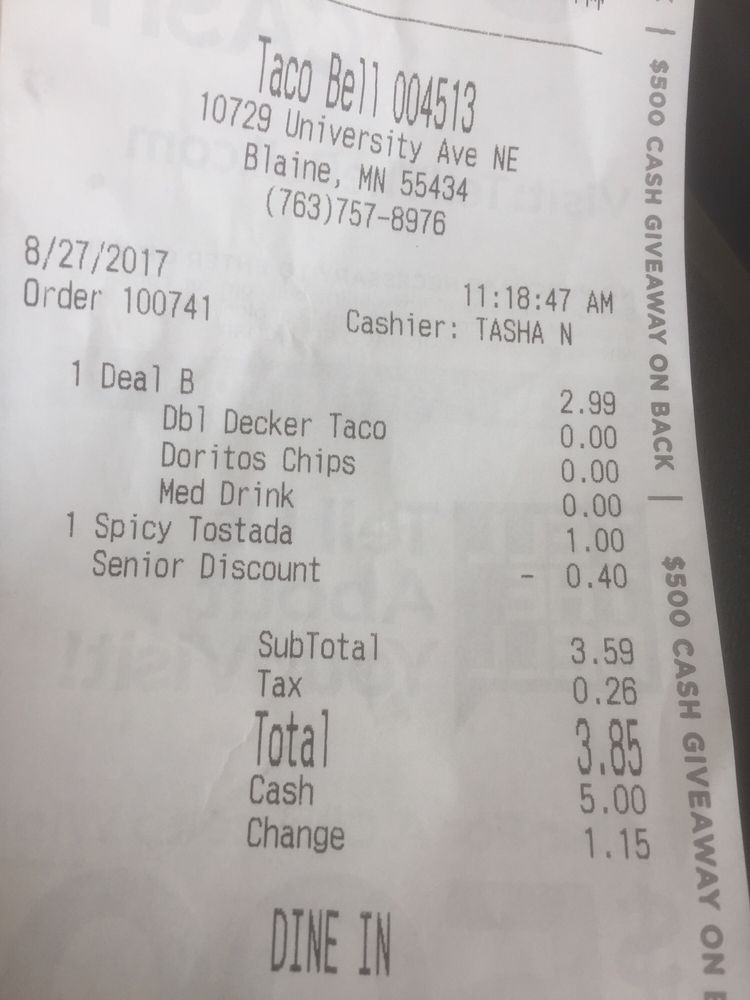 Taco Bell 004513
10729 University Ave NE
Blaine, MN 55434
(763)757-8976
8/27/2017
11:18:47 AM
Order 100741
Cashier: TASHA N
1 Deal B 2.99
Dbl Decker Taco 0.00
Doritos Chips 0.00
Med Drink 0.00
1 Spicy Tostada 1.00
Senior Discount - 0.40
SubTotal 3.59
Tax 0.26
Total 3.85
Cash 5.00
Change 1.15
DINE IN
| $500 CASH GIVEAWAY ON BACK | $500 CASH GIVEAWAY ON